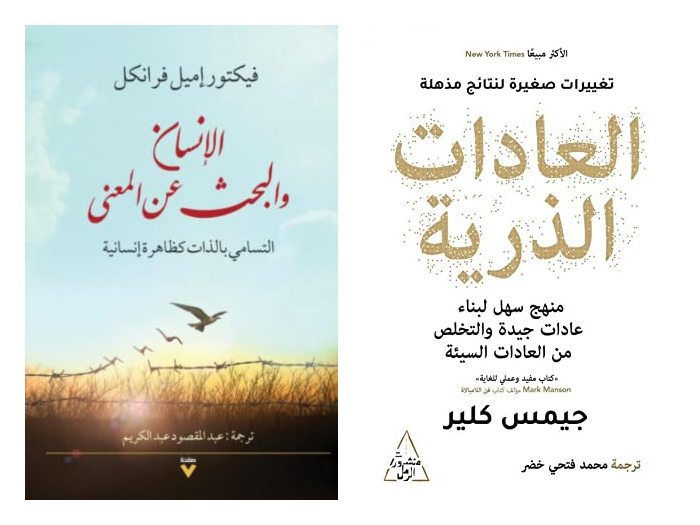 فيكتور إميل فرانكل
الإنسان
والبحث عن المعنى
التسامي بالذات كظاهرة إنسانية
ترجمة : عبد المقصود عبد الكريم
صفحة
الأكثر مبيعًا New York Times
تغييرات صغيرة لنتائج مذهلة
العادات
الذرية
منهج سهل لبناء
عادات جيدة والتخلص
من العادات السيئة
«كتاب مفيد وعملي للغاية»
Mark Manson مؤلف كتاب فن اللامبالاة
جيمس كلير
ترجمة محمد فتحي خضر
منشورات
الرمل